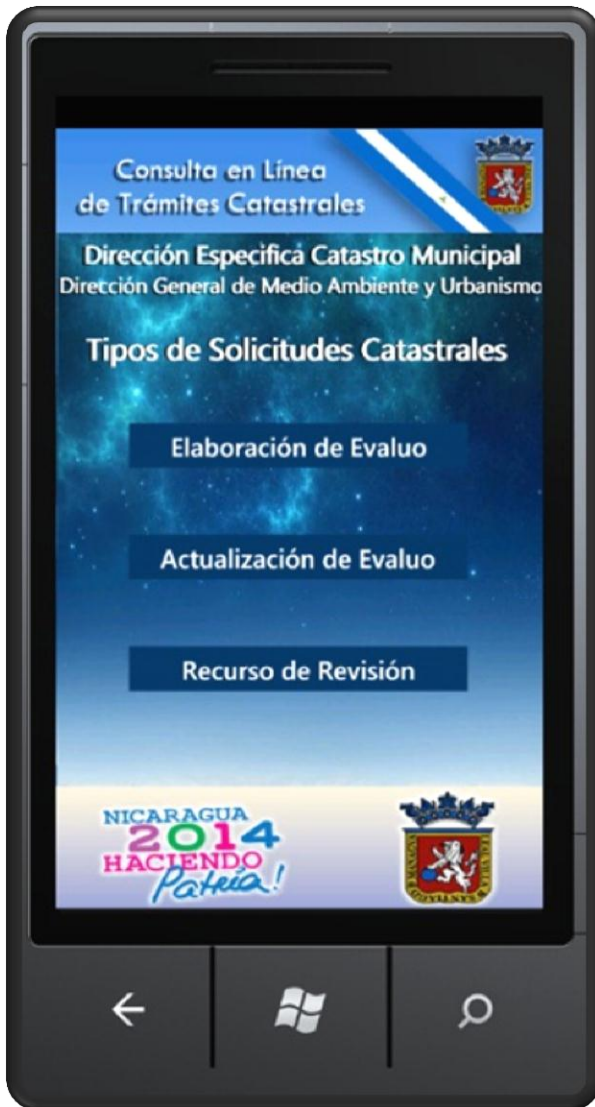 Consulta en Línea
de Trámites Catastrales
Dirección Especifica Catastro Municipal
Dirección General de Medio Ambiente y Urbanismo
Tipos de Solicitudes Catastrales
Elaboración de Evaluo
Actualización de Evaluo
Recurso de Revisión
NICARAGUA
2014
HACIENDO
Patria!